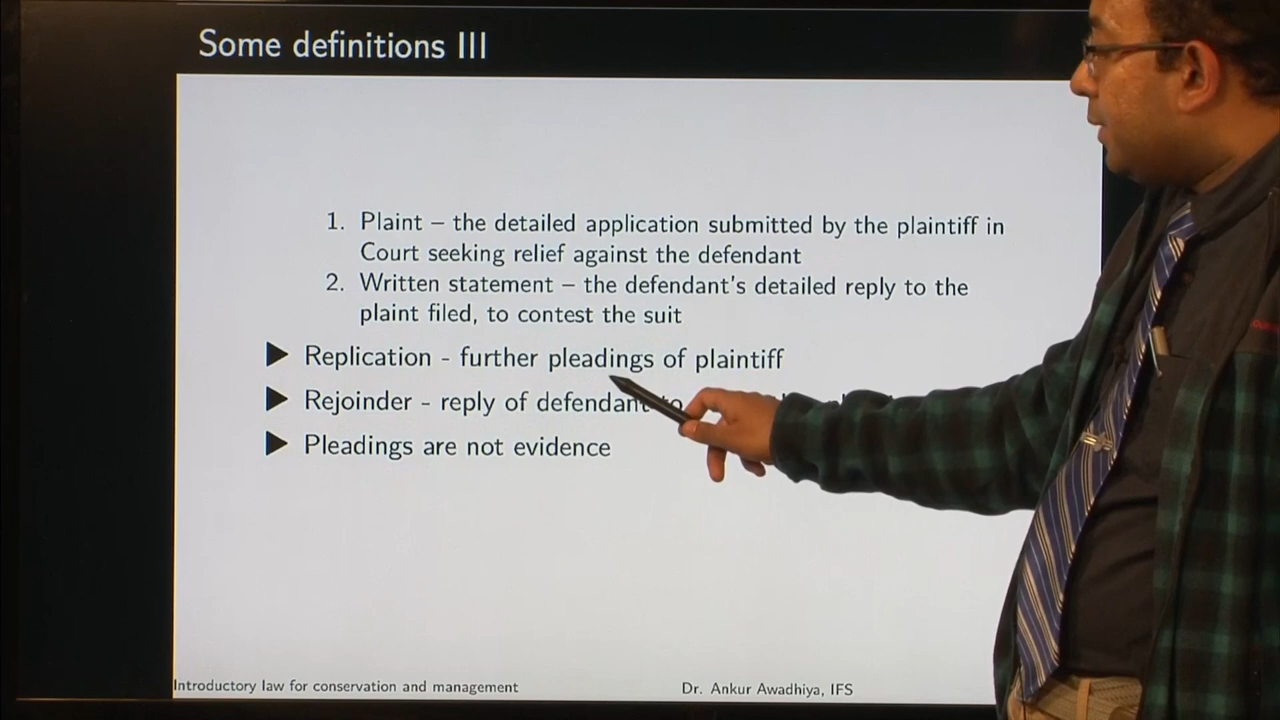 Some definitions III
1. Plaint – the detailed application submitted by the plaintiff in
Court seeking relief against the defendant
2. Written statement – the defendant's detailed reply to the
plaint filed, to contest the suit
▶ Replication - further pleadings of plaintiff
▶ Rejoinder - reply of defendant to
▶ Pleadings are not evidence
Introductory law for conservation and management
Dr. Ankur Awadhiya, IFS